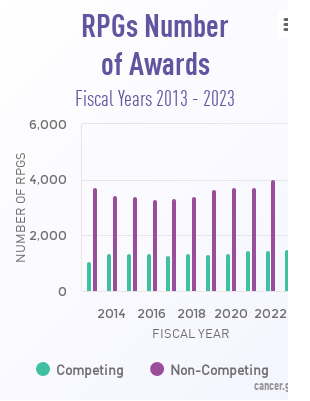 RPGs Number
of Awards
Fiscal Years 2013 - 2023
6,000
4,000
2,000
0
NUMBER OF RPGS
2014 2016 2018 2020 2022
FISCAL YEAR
Competing Non-Competing
cancer.g